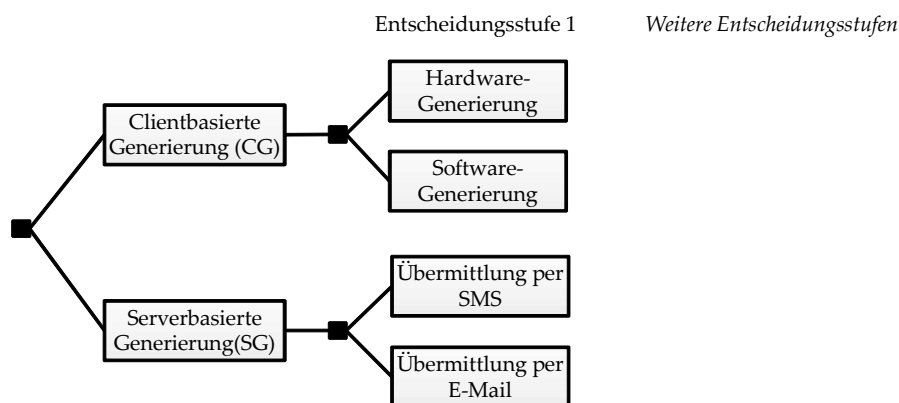 Entscheidungsstufe 1
Weitere Entscheidungsstufen
Hardware-
Generierung
Clientbasierte
Generierung (CG)
Software-
Generierung
Übermittlung per
SMS
Serverbasierte
Generierung(SG)
Übermittlung per
E-Mail